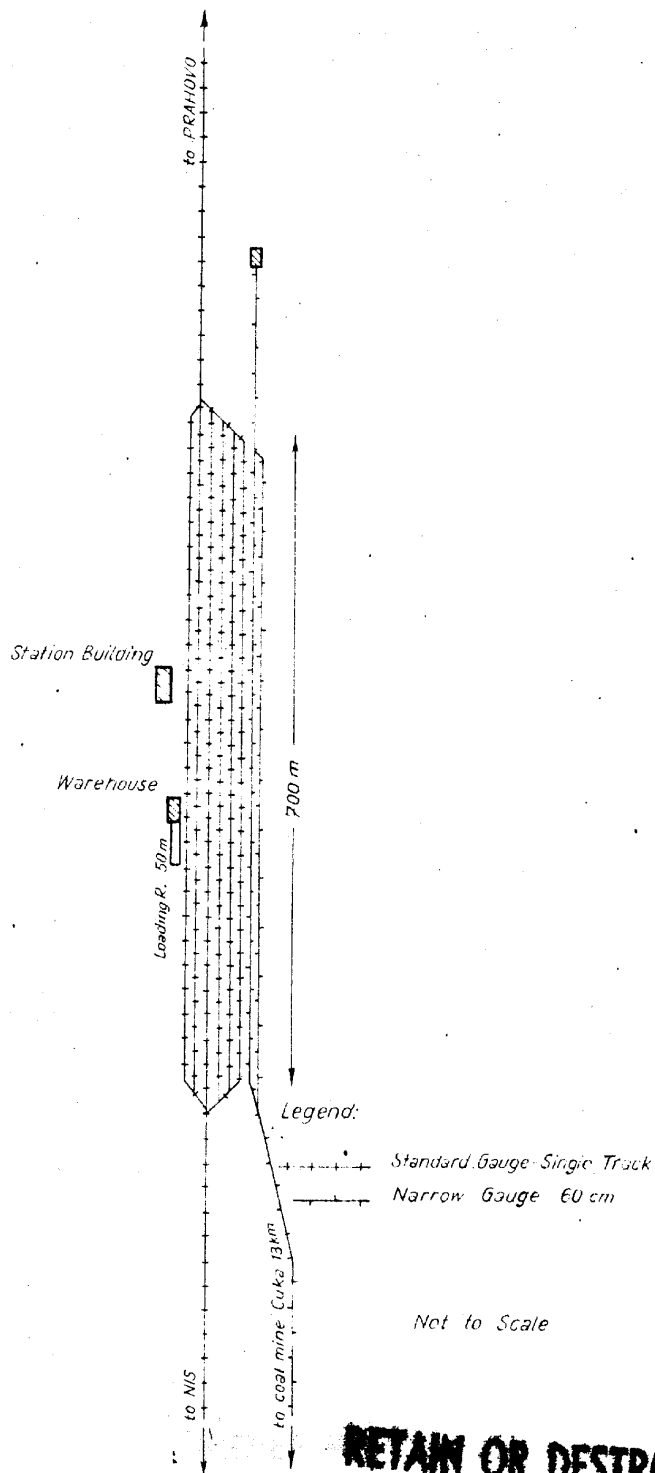 to PRAHOVO
Station Building
Warehouse
Loading R. 50m
700 m
Legend:
Standard Gauge Single Track
Narrow Gauge 60 cm
to coal mine Cuka 13km
Not to Scale
to NIS
RETAIN OR DESTR